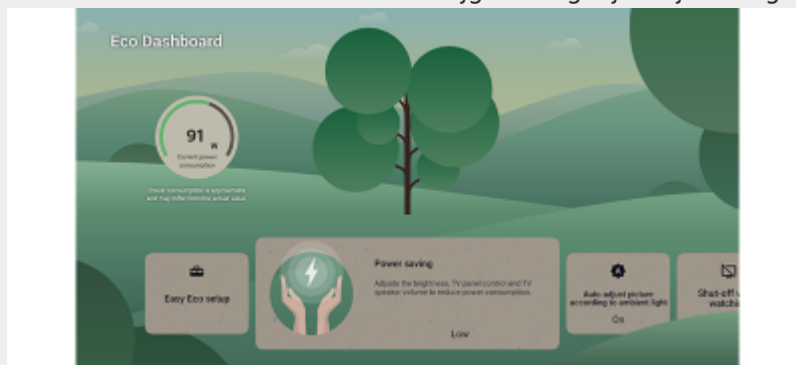 Eco Dashboard
91 W
Current power
consumption
Power consumption is approximate
and may differ from the actual value.
Easy Eco setup
Power saving
Adjusts the brightness, TV panel control and TV
speaker volume to reduce power consumption.
Low
Auto adjust picture
according to ambient light
On
Shut-off
watchi